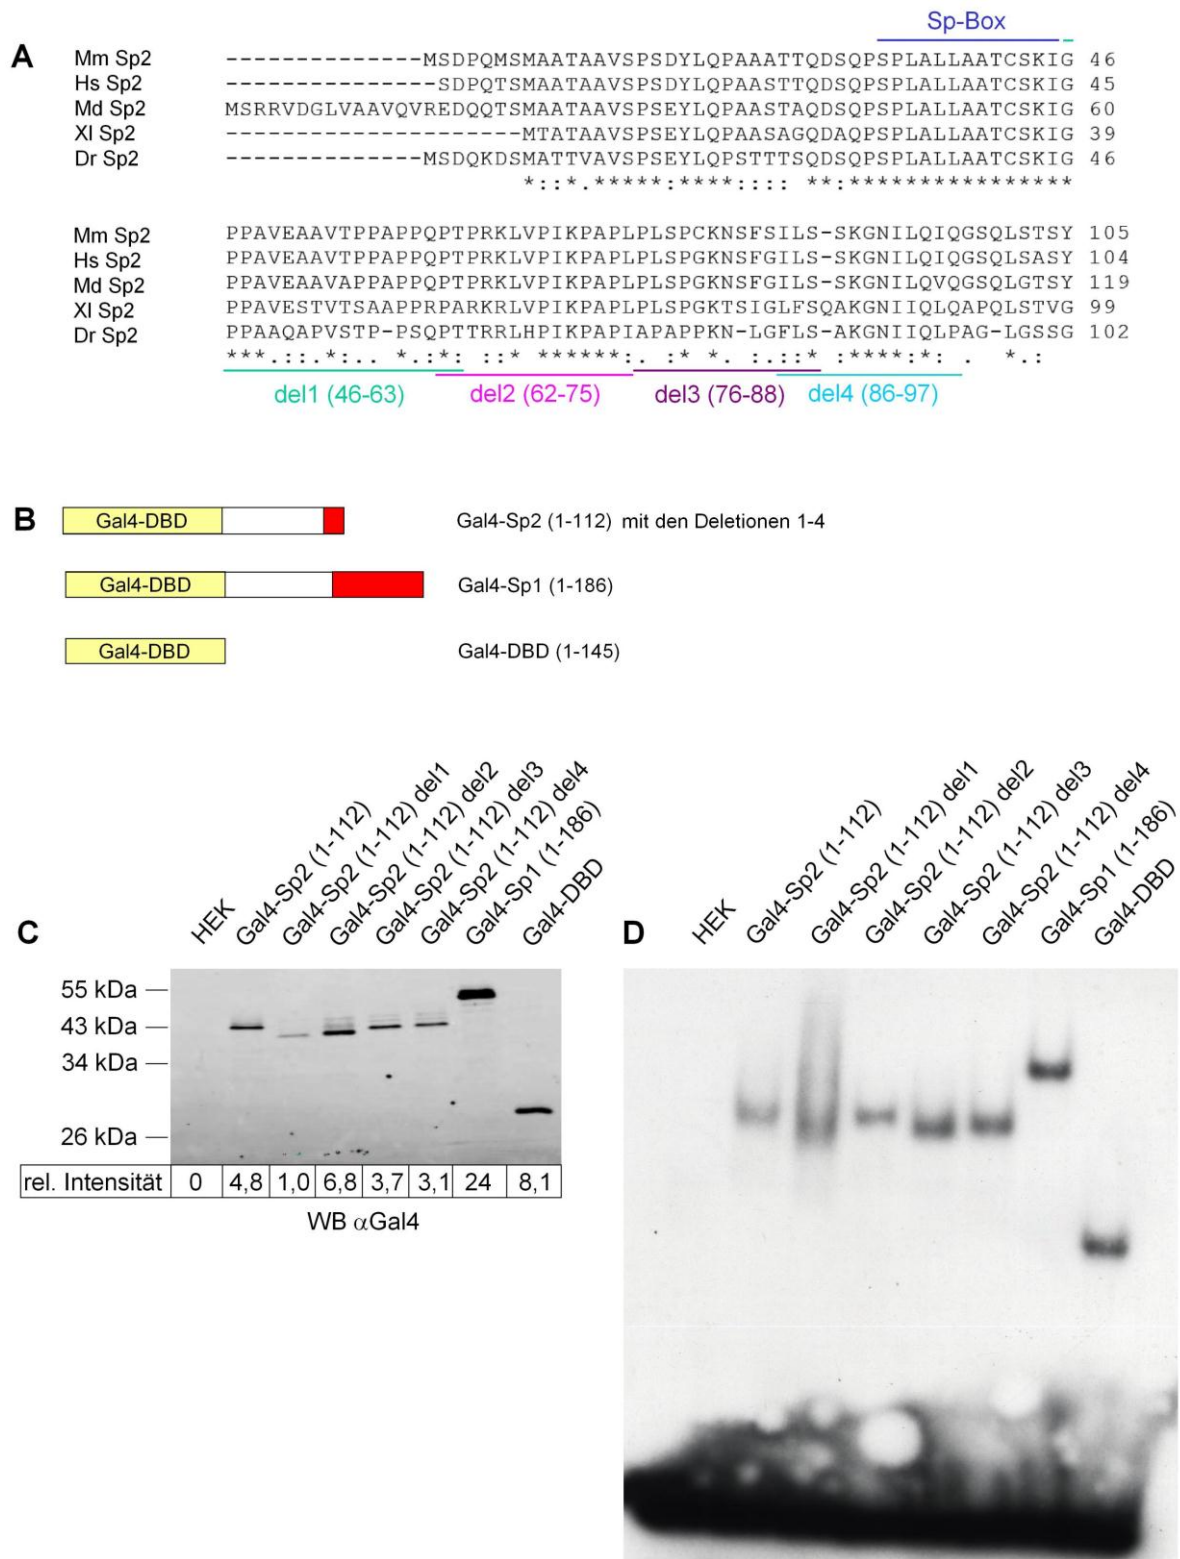 Sp-Box
A
Mm Sp2 --------------MSDPQMSMAATAAVSPSDYLQPAAATTQDSQPSPLALLAATCSKIG 46
Hs Sp2 ---------------SDPQTSMAATAAVSPSDYLQPAASTTQDSQPSPLALLAATCSKIG 45
Md Sp2 MSRRVDGLVAAVQVREDQQTSMAATAAVSPSEYLQPAASTAQDSQPSPLALLAATCSKIG 60
Xl Sp2 ---------------------MTATAAVSPSEYLQPAASAGQDAQPSPLALLAATCSKIG 39
Dr Sp2 --------------MSDQKDSMATTVAVSPSEYLQPSTTTSQDSQPSPLALLAATCSKIG 46
*::*.*****:****:::: **:*****************
Mm Sp2 PPAVEAAVTPPAPPQPTPRKLVPIKPAPLPLSPCKNSFSILS-SKGNILQIQGSQLSTSY 105
Hs Sp2 PPAVEAAVTPPAPPQPTPRKLVPIKPAPLPLSPGKNSFGILS-SKGNILQIQGSQLSASY 104
Md Sp2 PPAVEAAVAPPAPPQPTPRKLVPIKPAPLPLSPGKNSFGILS-SKGNILQVQGSQLGTSY 119
Xl Sp2 PPAVESTVTSAAPPRPARKRLVPIKPAPLPLSPGKTSIGLFSQAKGNIIQLQAPQLSTVG 99
Dr Sp2 PPAAQAPVSTP-PSQPTTRRLHPIKPAPIAPAPPKN-LGFLS-AKGNIIQLPAG-LGSSG 102
***.:.:*:.. *.:*: ::* ******:. :* *. :.::* :****:*: . *.:
del1 (46-63) del2 (62-75) del3 (76-88) del4 (86-97)
B
Gal4-DBD Gal4-Sp2 (1-112) mit den Deletionen 1-4
Gal4-DBD Gal4-Sp1 (1-186)
Gal4-DBD Gal4-DBD (1-145)
C
HEK
Gal4-Sp2 (1-112)
Gal4-Sp2 (1-112) del1
Gal4-Sp2 (1-112) del2
Gal4-Sp2 (1-112) del3
Gal4-Sp2 (1-112) del4
Gal4-Sp1 (1-186)
Gal4-DBD
55 kDa
43 kDa
34 kDa
26 kDa
rel. Intensität 0 4,8 1,0 6,8 3,7 3,1 24 8,1
WB αGal4
D
HEK
Gal4-Sp2 (1-112)
Gal4-Sp2 (1-112) del1
Gal4-Sp2 (1-112) del2
Gal4-Sp2 (1-112) del3
Gal4-Sp2 (1-112) del4
Gal4-Sp1 (1-186)
Gal4-DBD